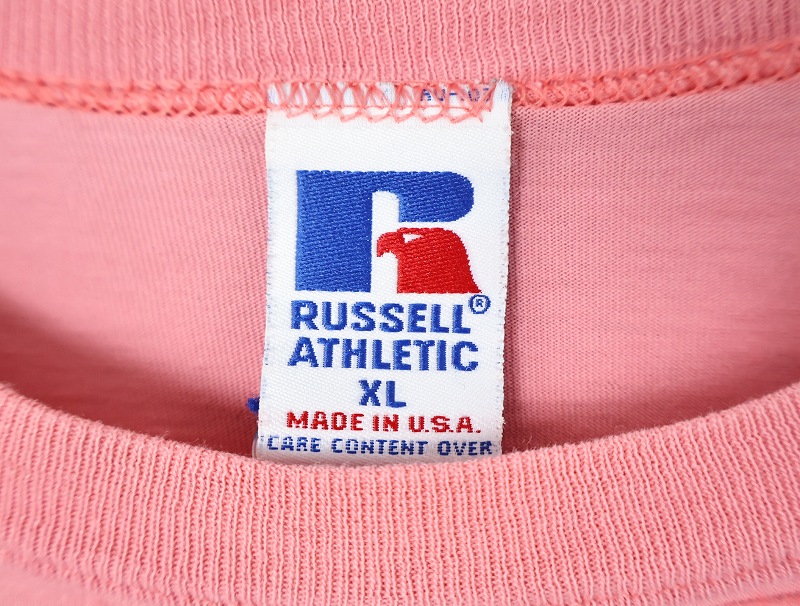 RUSSELL®
ATHLETIC
XL
MADE IN U.S.A.
CARE CONTENT OVER